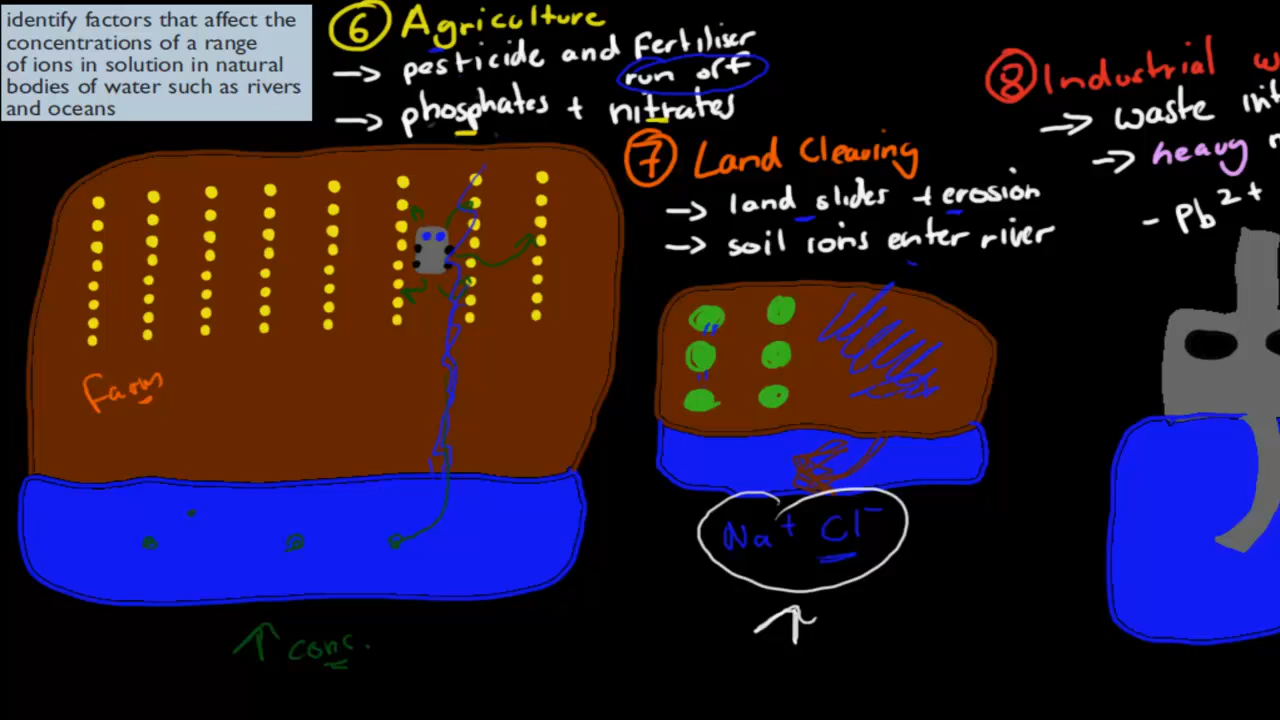 identify factors that affect the
concentrations of a range
of ions in solution in natural
bodies of water such as rivers
and oceans
⑥ Agriculture
→ pesticide and Fertiliser
run off
→ phosphates + nitrates
⑦ Land Clearing
→ land slides + erosion
→ soil ions enter river
⑧ Industrial w
→ waste int
→ heavy
- Pb²⁺
Farm
Na⁺ Cl⁻
↑
↑ conc.